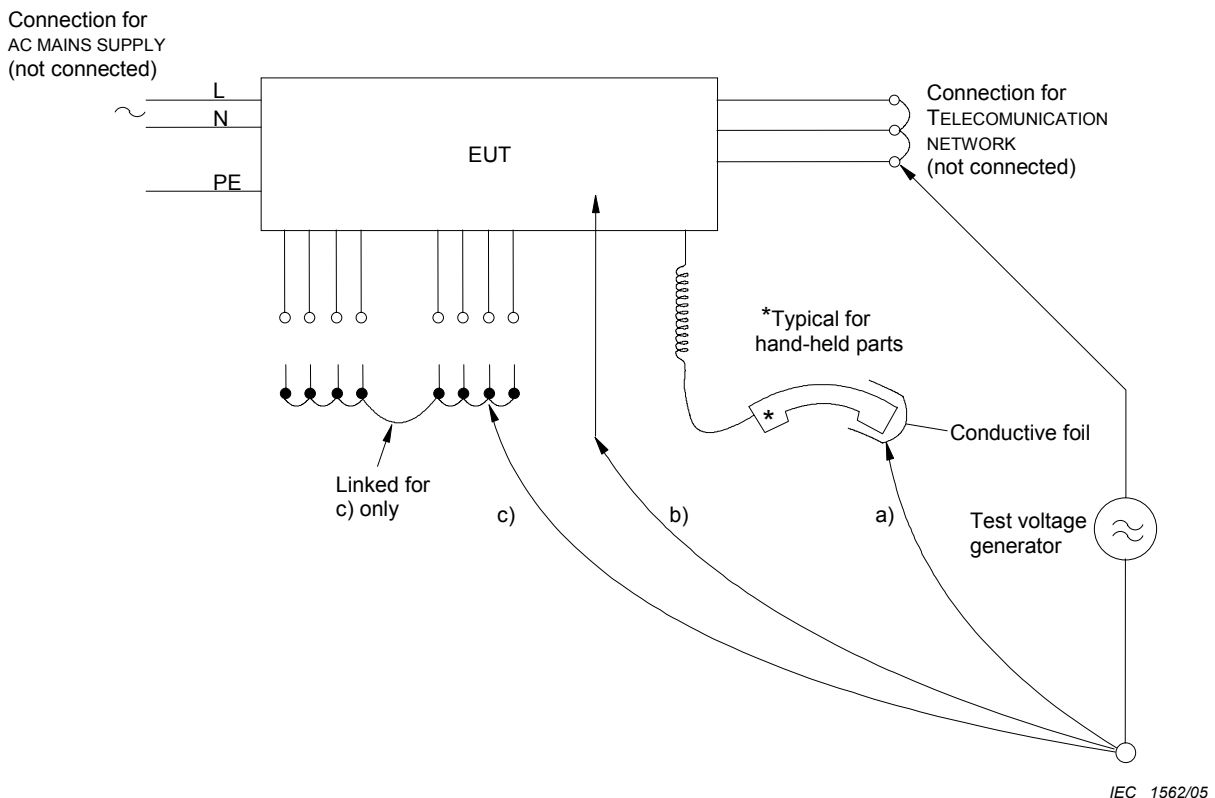 Connection for
AC MAINS SUPPLY
(not connected)
L
N
PE
EUT
Connection for
TELECOMUNICATION
NETWORK
(not connected)
*Typical for
hand-held parts
*
Conductive foil
Linked for
c) only
c)
b)
a)
Test voltage
generator
IEC 1562/05